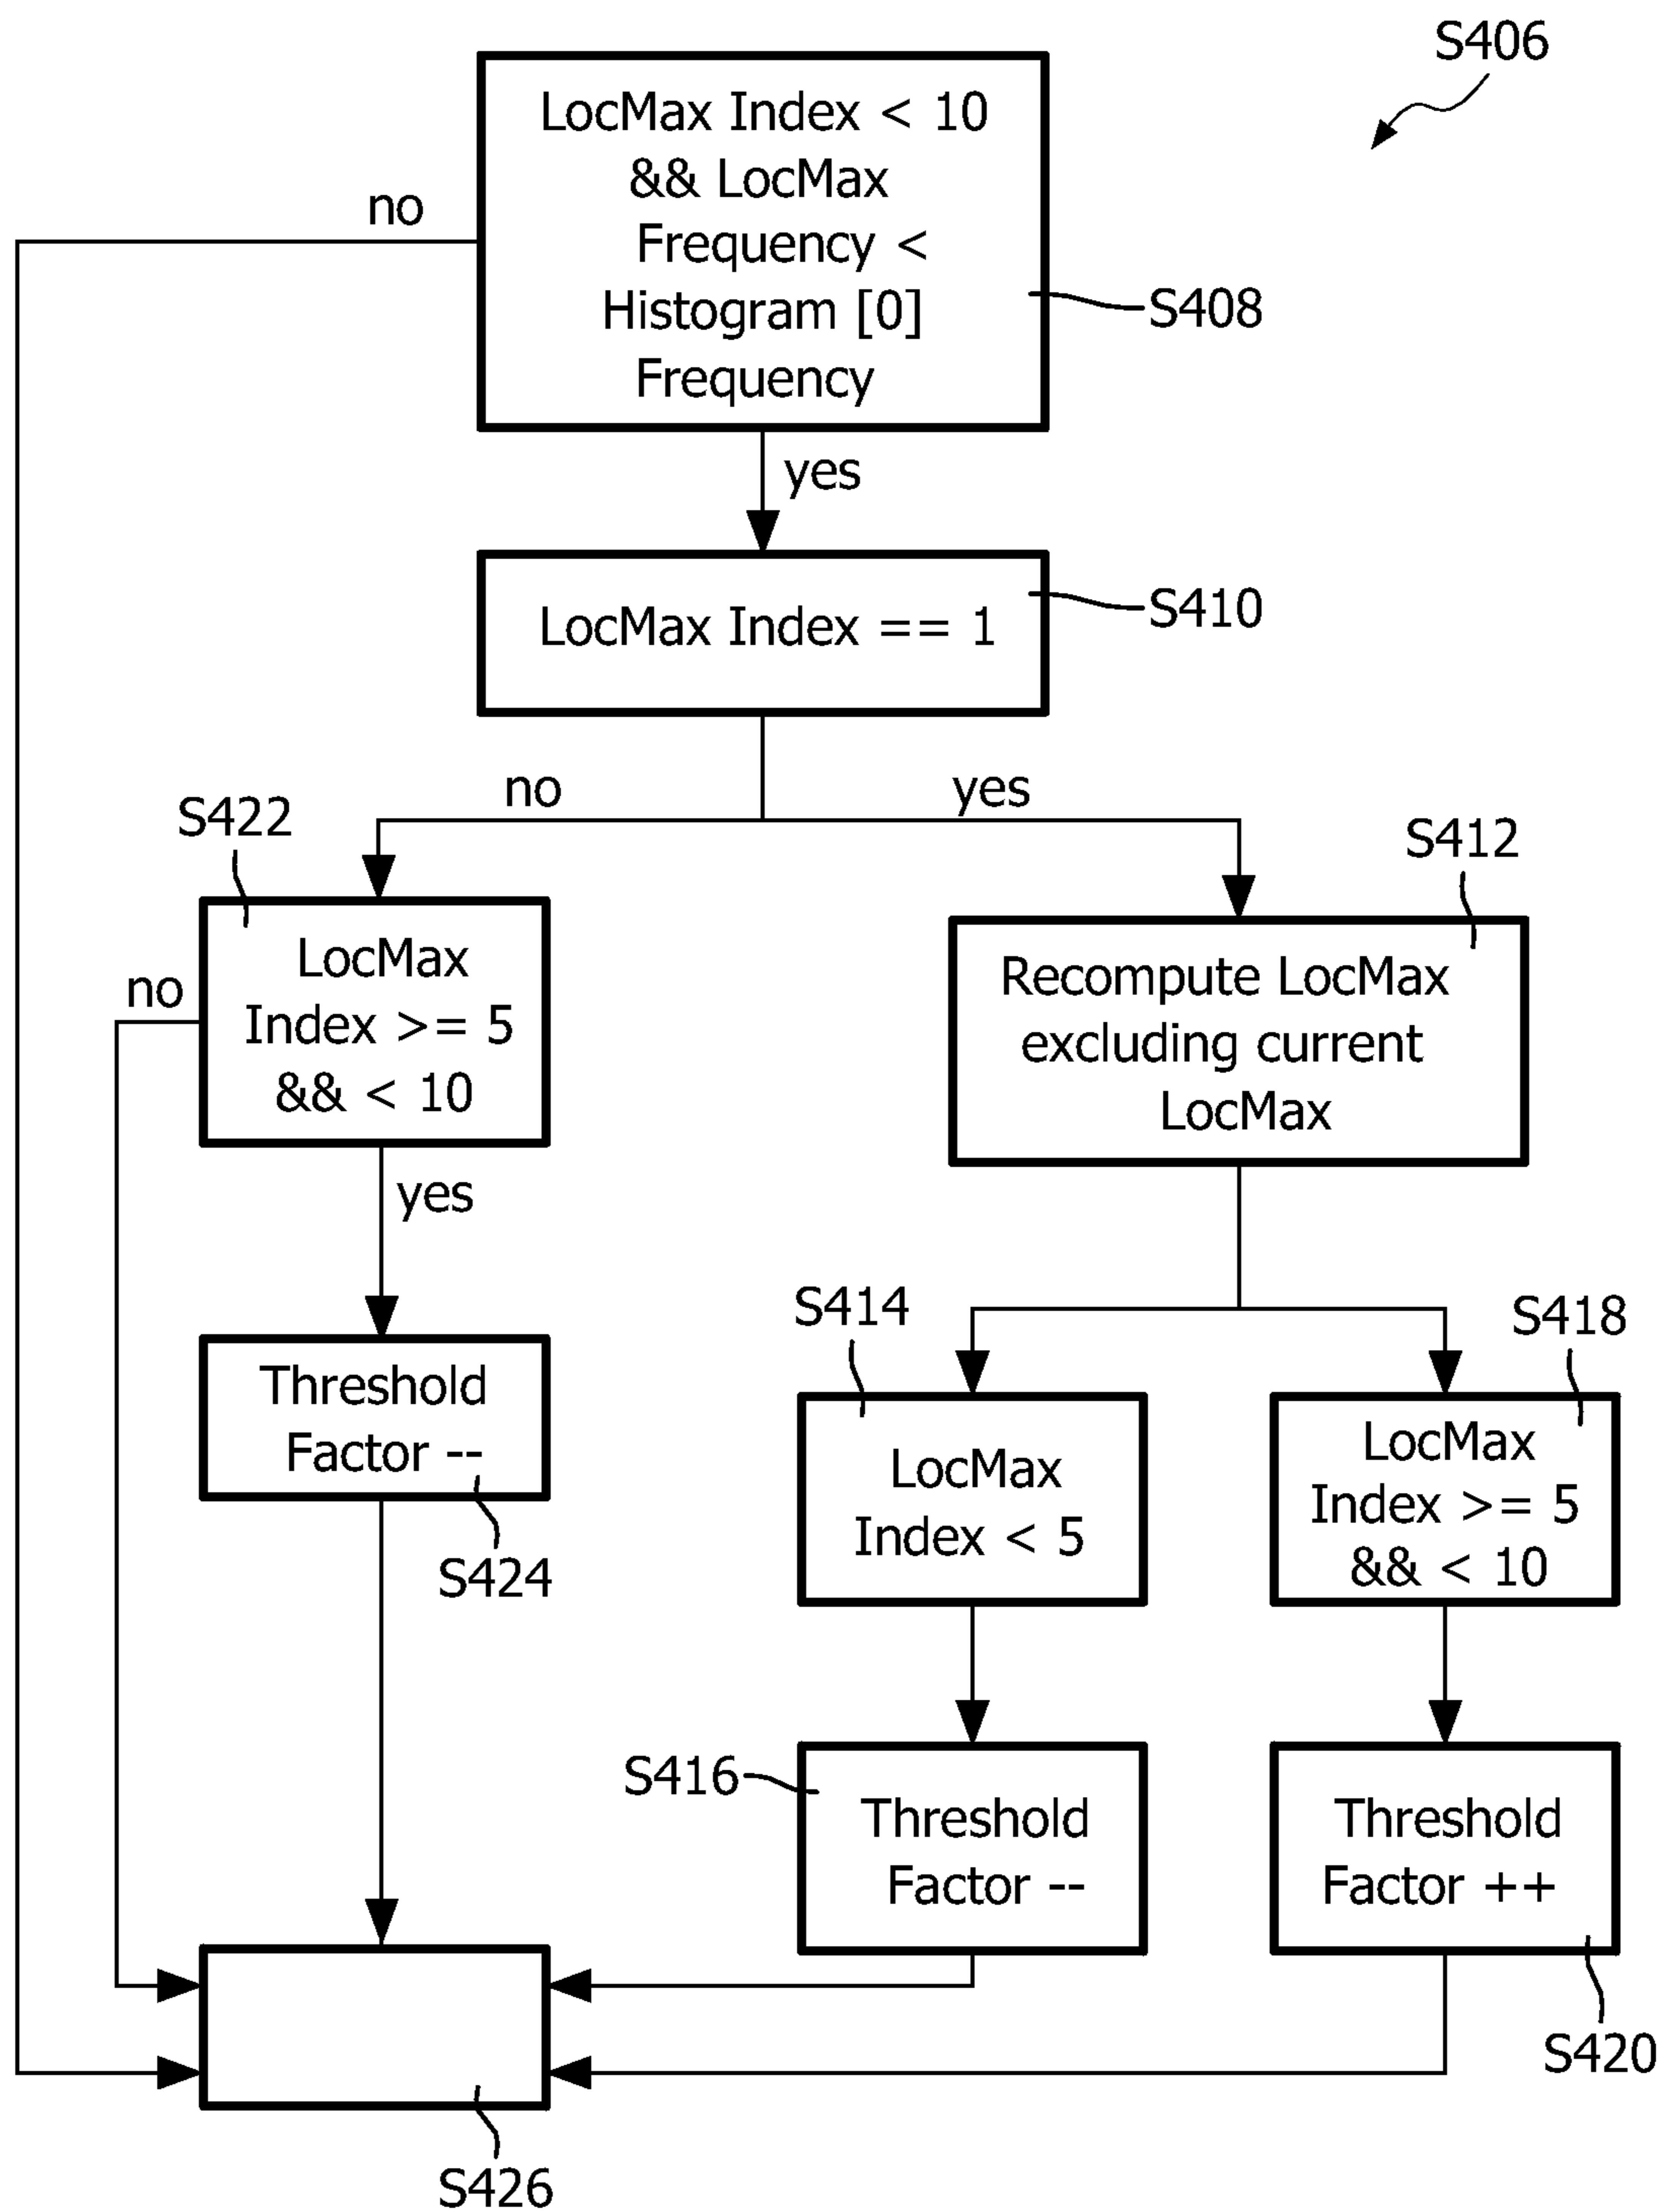 S406
LocMax Index < 10
&& LocMax
Frequency <
Histogram [0]
Frequency
no
S408
yes
LocMax Index == 1
S410
no
yes
S422
S412
LocMax
Index >= 5
&& < 10
no
Recompute LocMax
excluding current
LocMax
yes
S414
S418
Threshold
Factor --
S424
LocMax
Index < 5
LocMax
Index >= 5
&& < 10
S416
Threshold
Factor --
Threshold
Factor ++
S420
S426